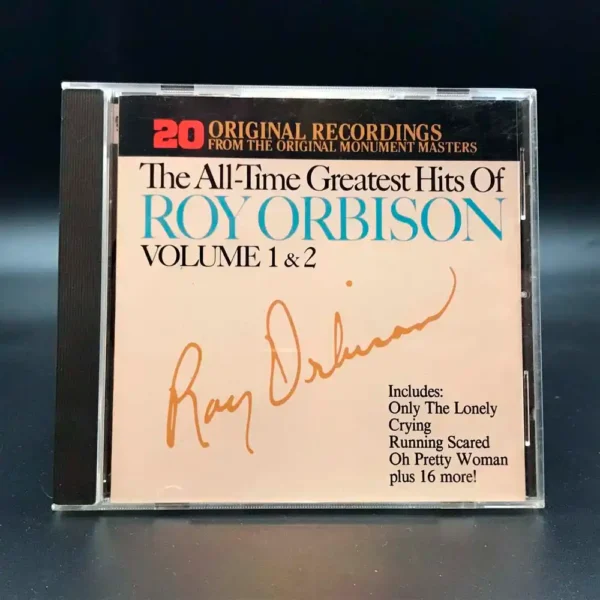 20 ORIGINAL RECORDINGS
FROM THE ORIGINAL MONUMENT MASTERS
The All-Time Greatest Hits Of
ROY ORBISON
VOLUME 1 & 2
Roy Orbison
Includes:
Only The Lonely
Crying
Running Scared
Oh Pretty Woman
plus 16 more!